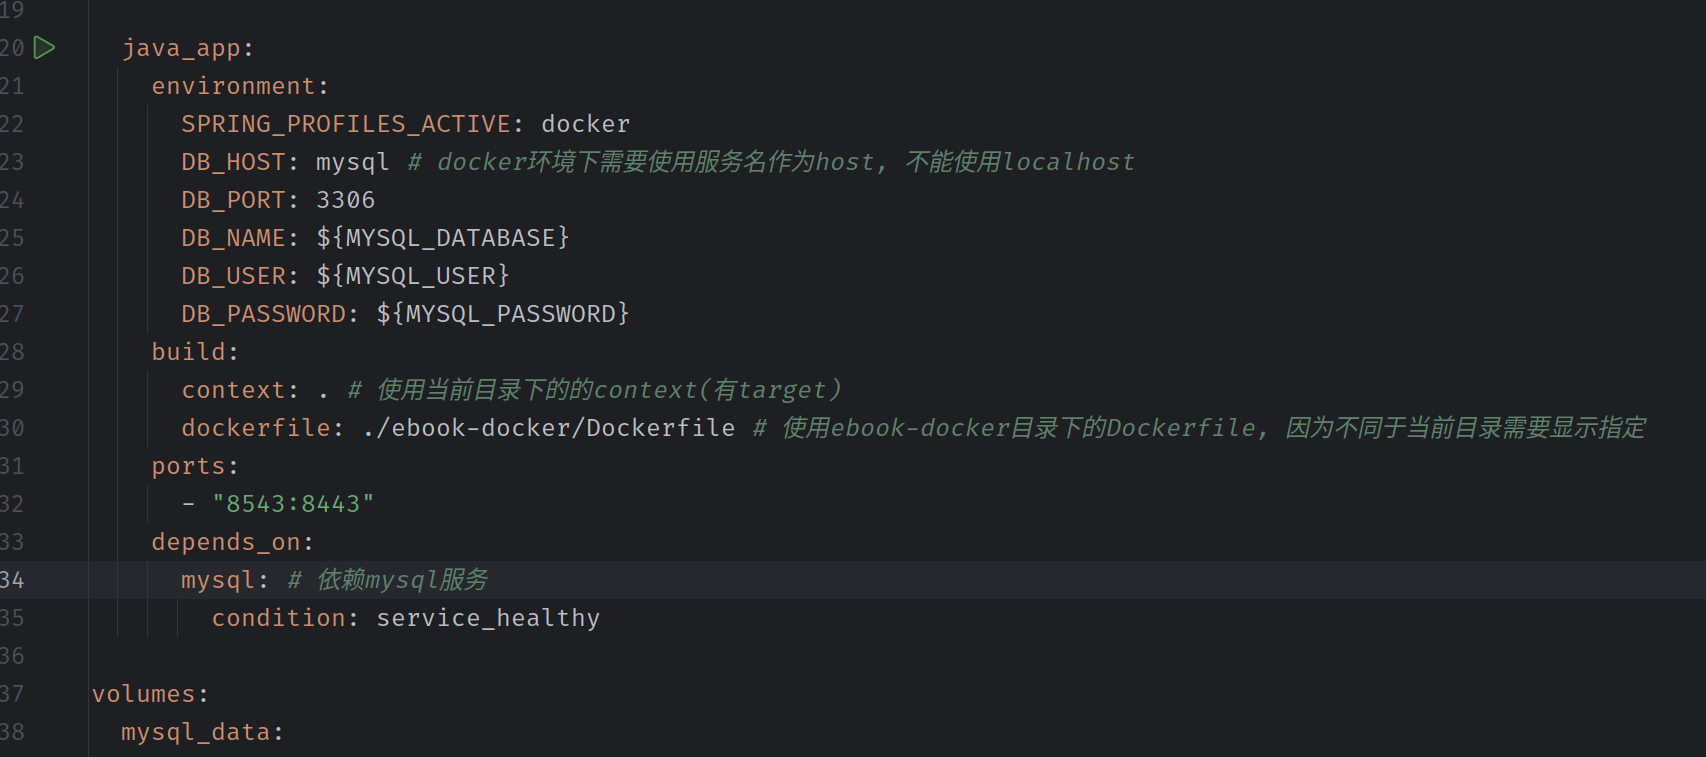 19
20 java_app:
21 environment:
22 SPRING_PROFILES_ACTIVE: docker
23 DB_HOST: mysql # docker环境下需要使用服务名作为host, 不能使用localhost
24 DB_PORT: 3306
25 DB_NAME: ${MYSQL_DATABASE}
26 DB_USER: ${MYSQL_USER}
27 DB_PASSWORD: ${MYSQL_PASSWORD}
28 build:
29 context: . # 使用当前目录下的的context(有target)
30 dockerfile: ./ebook-docker/Dockerfile # 使用ebook-docker目录下的Dockerfile, 因为不同于当前目录需要显示指定
31 ports:
32 - "8543:8443"
33 depends_on:
34 mysql: # 依赖mysql服务
35 condition: service_healthy
36
37 volumes:
38 mysql_data: